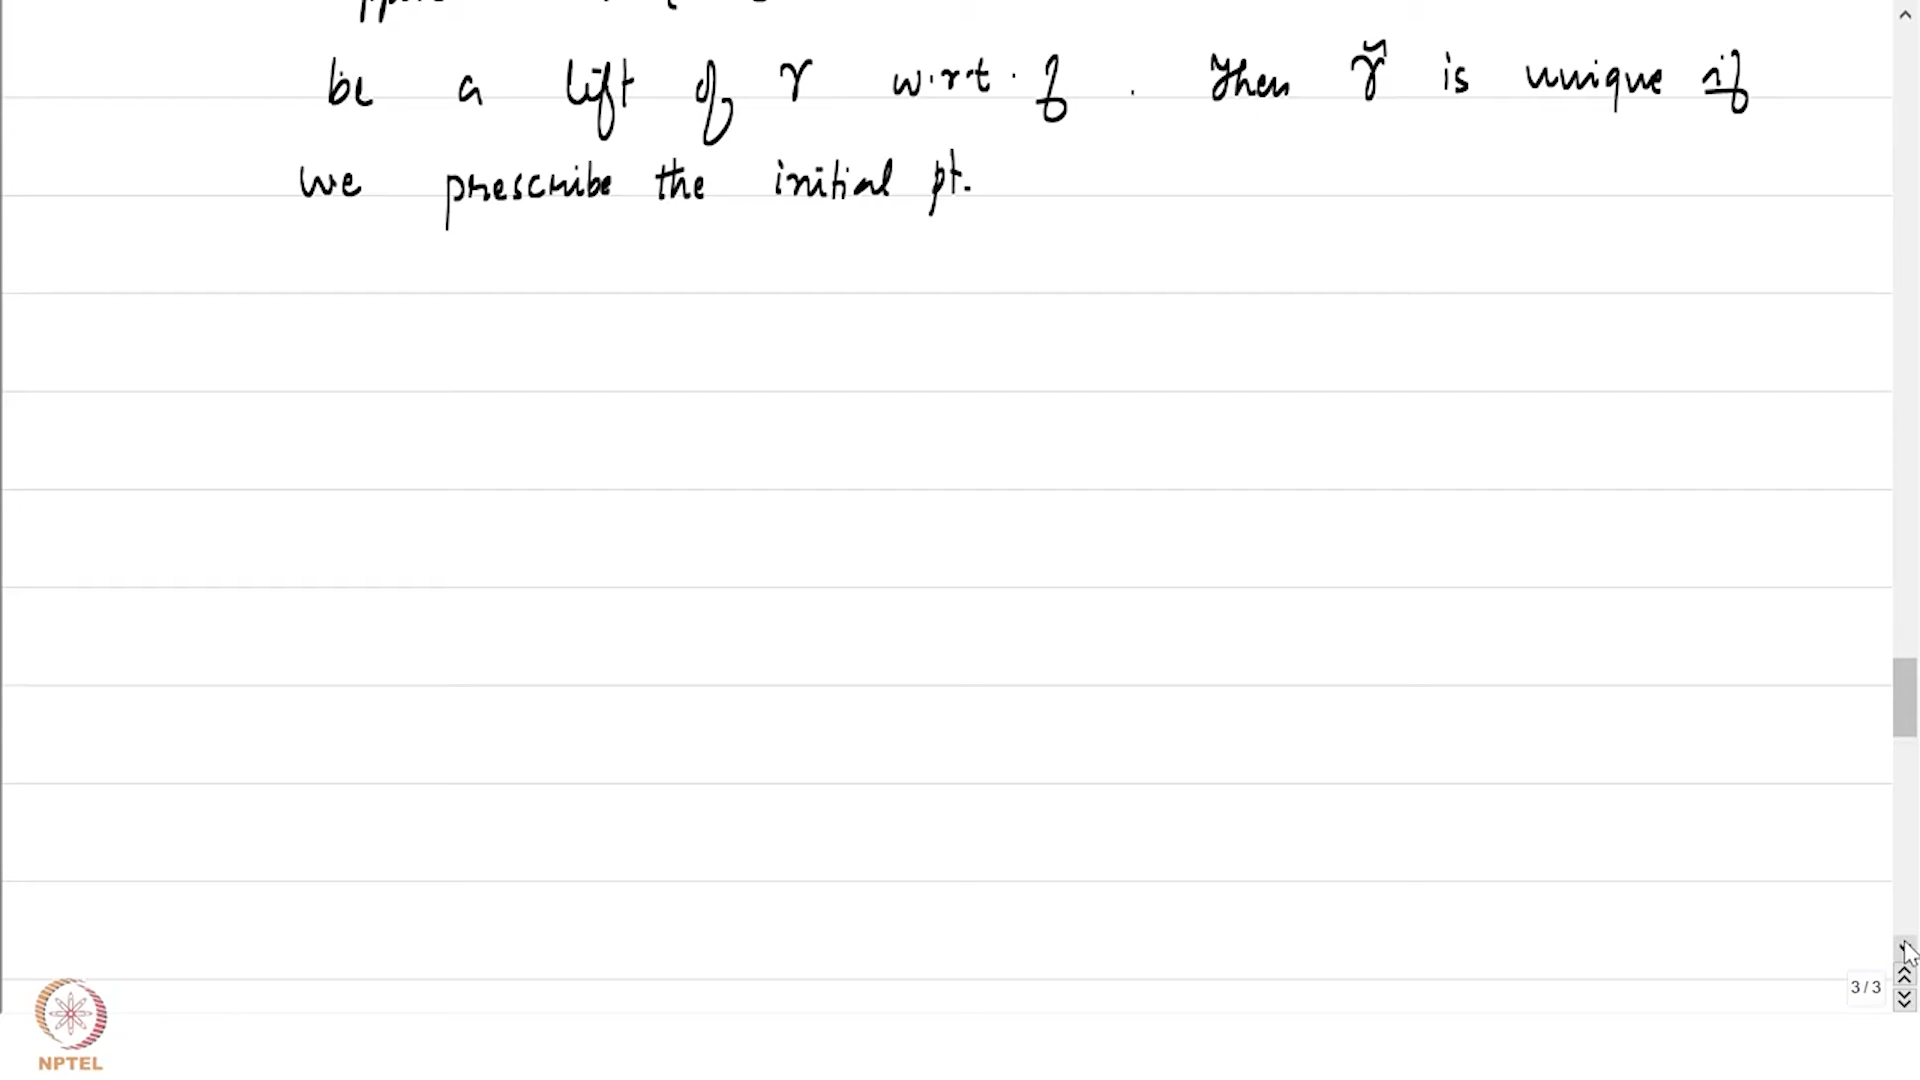 be a lift of γ w.r.t. f. Then γ̃ is unique if
we prescribe the initial pt.
3 / 3
NPTEL